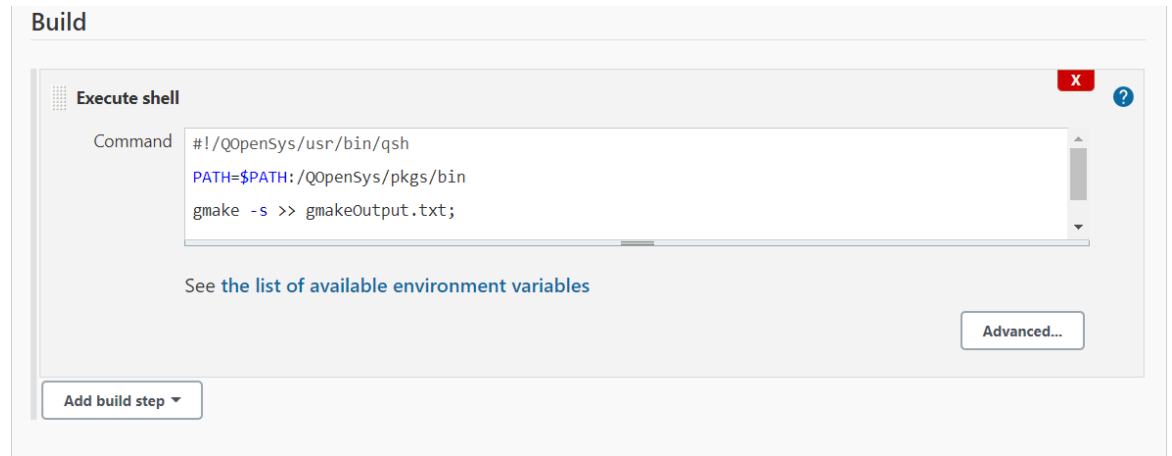 Build
Execute shell
X
?
Command
#!/QOpenSys/usr/bin/qsh
PATH=$PATH:/QOpenSys/pkgs/bin
gmake -s >> gmakeOutput.txt;
See the list of available environment variables
Advanced...
Add build step